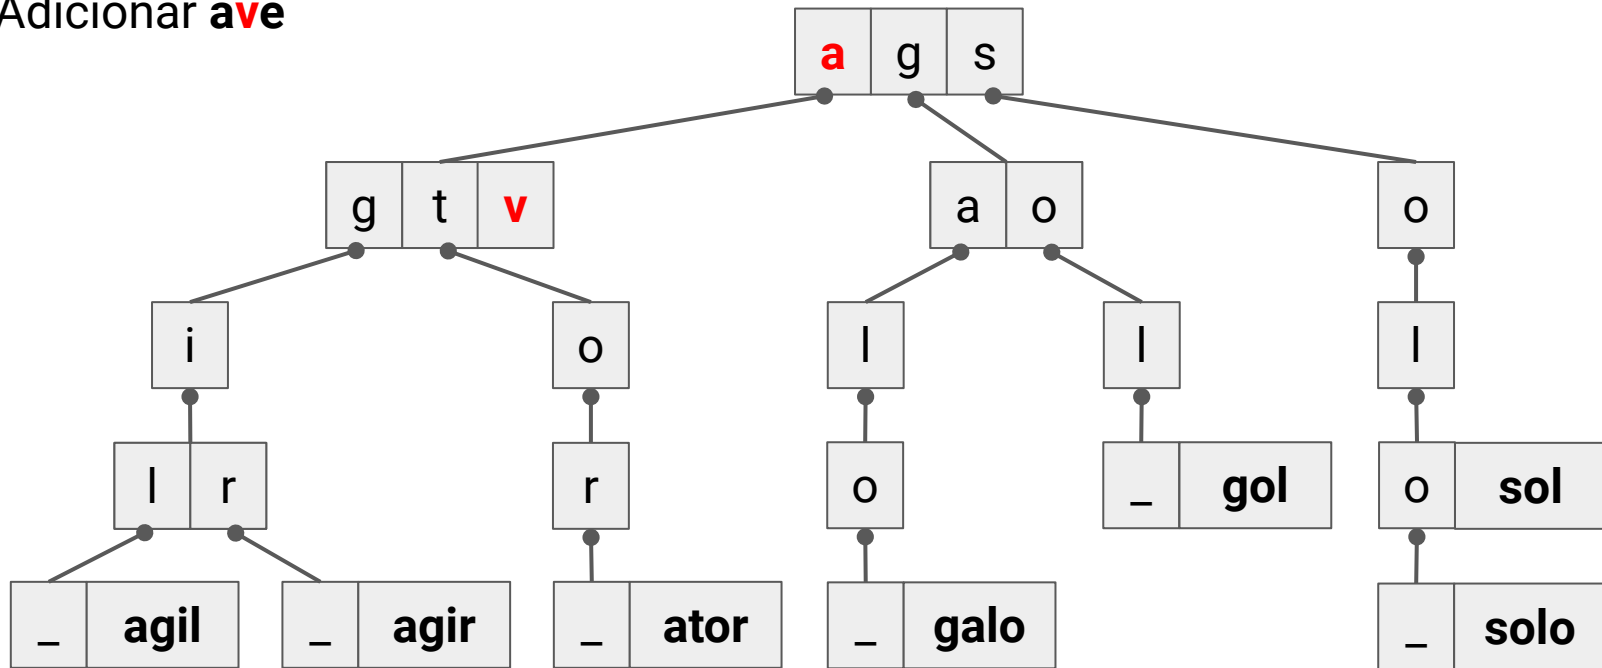 Adicionar ave
a g s
g t v
a o
o
i
o
l
l
l
l r
r
o
_ gol
o sol
_ agil
_ agir
_ ator
_ galo
_ solo